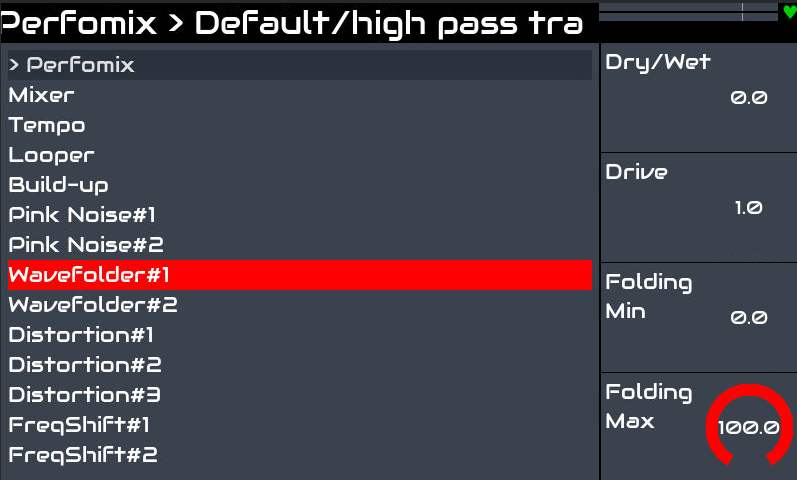 Perfomix > Default/high pass tra
> Perfomix
Mixer
Tempo
Looper
Build-up
Pink Noise#1
Pink Noise#2
Wavefolder#1
Wavefolder#2
Distortion#1
Distortion#2
Distortion#3
FreqShift#1
FreqShift#2
Dry/Wet
0.0
Drive
1.0
Folding
Min
0.0
Folding
Max
100.0